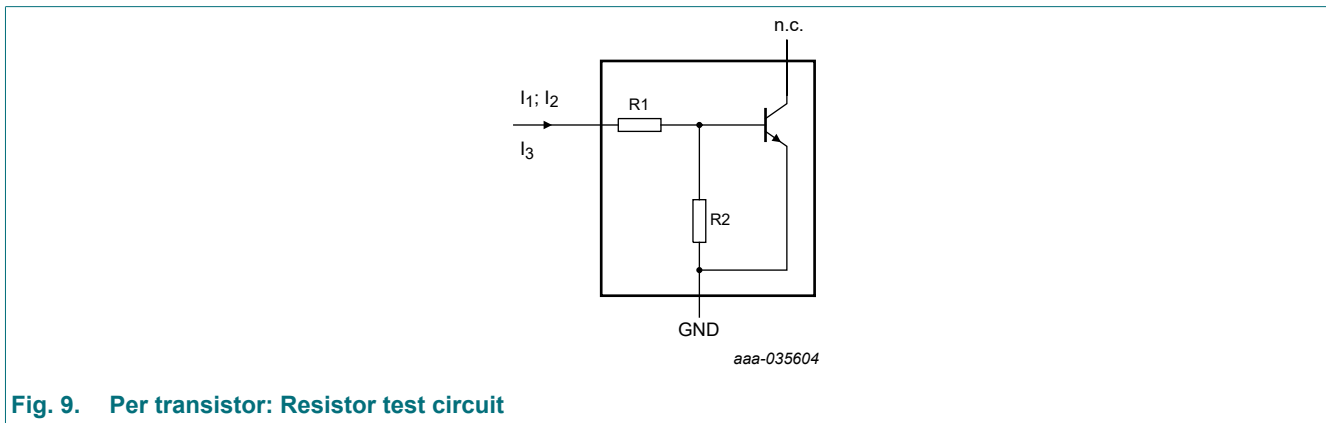 n.c.
I1; I2
R1
I3
R2
GND
aaa-035604
Fig. 9. Per transistor: Resistor test circuit